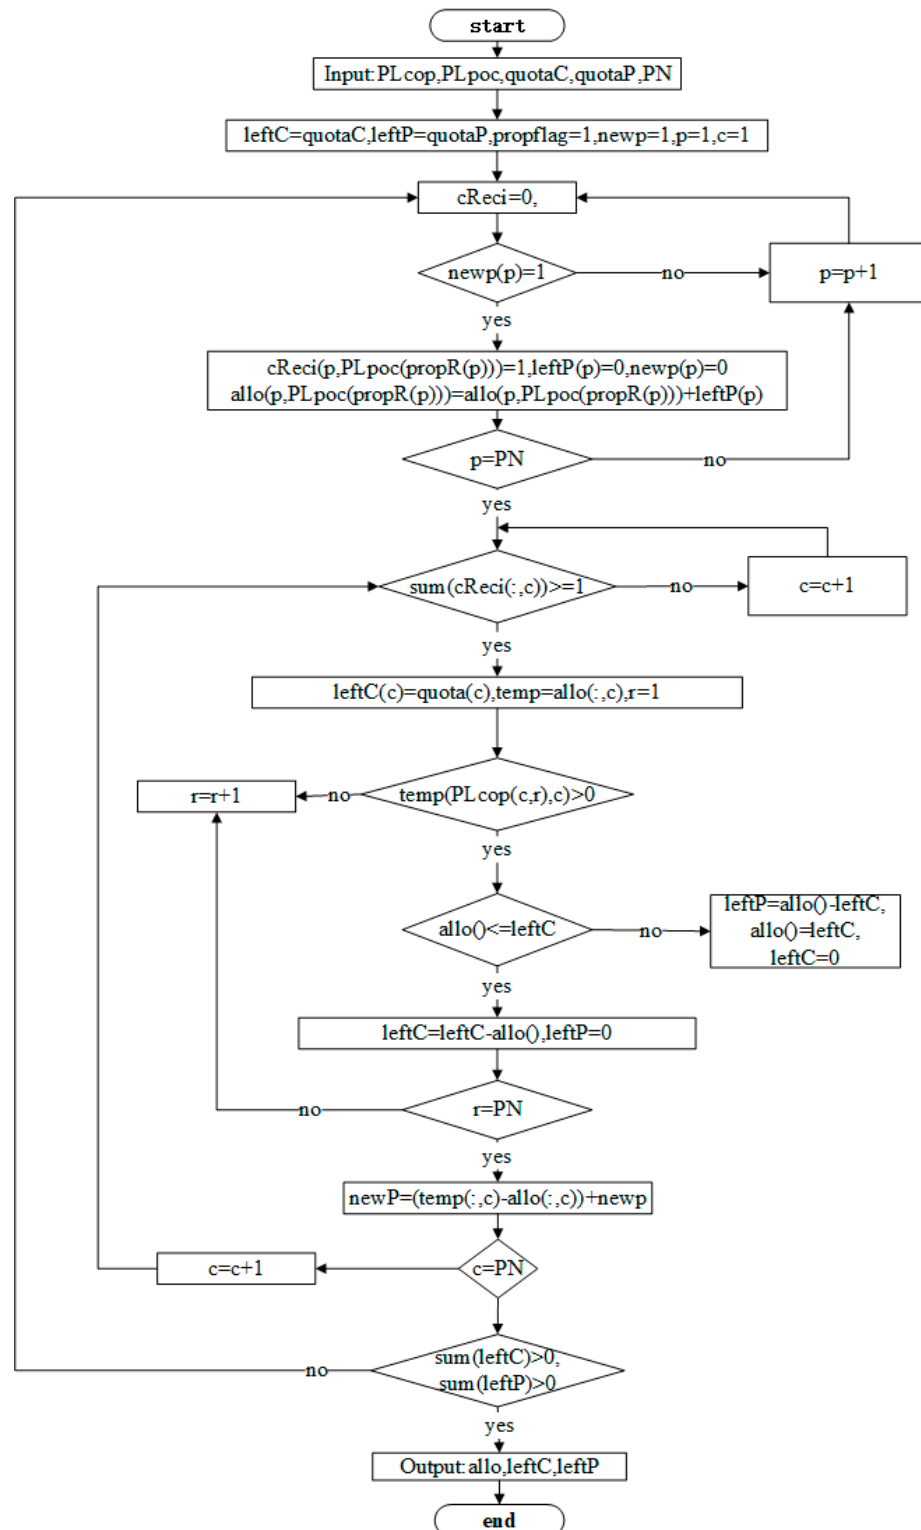 start
Input:PLcop,PLpoc,quotaC,quotaP,PN
leftC=quotaC,leftP=quotaP,propflag=1,newp=1,p=1,c=1
cReci=0,
newp(p)=1
no
p=p+1
yes
cReci(p,PLpoc(propR(p)))=1,leftP(p)=0,newp(p)=0
allo(p,PLpoc(propR(p)))=allo(p,PLpoc(propR(p)))+leftP(p)
p=PN
no
yes
sum(cReci(:,c))>=1
no
c=c+1
yes
leftC(c)=quota(c),temp=allo(:,c),r=1
r=r+1
no
temp(PLcop(c,r),c)>0
yes
allo()<=leftC
no
leftP=allo()-leftC,
allo()=leftC,
leftC=0
yes
leftC=leftC-allo(),leftP=0
no
r=PN
yes
newP=(temp(:,c)-allo(:,c))+newp
c=c+1
c=PN
no
sum(leftC)>0,
sum(leftP)>0
yes
Output:allo,leftC,leftP
end